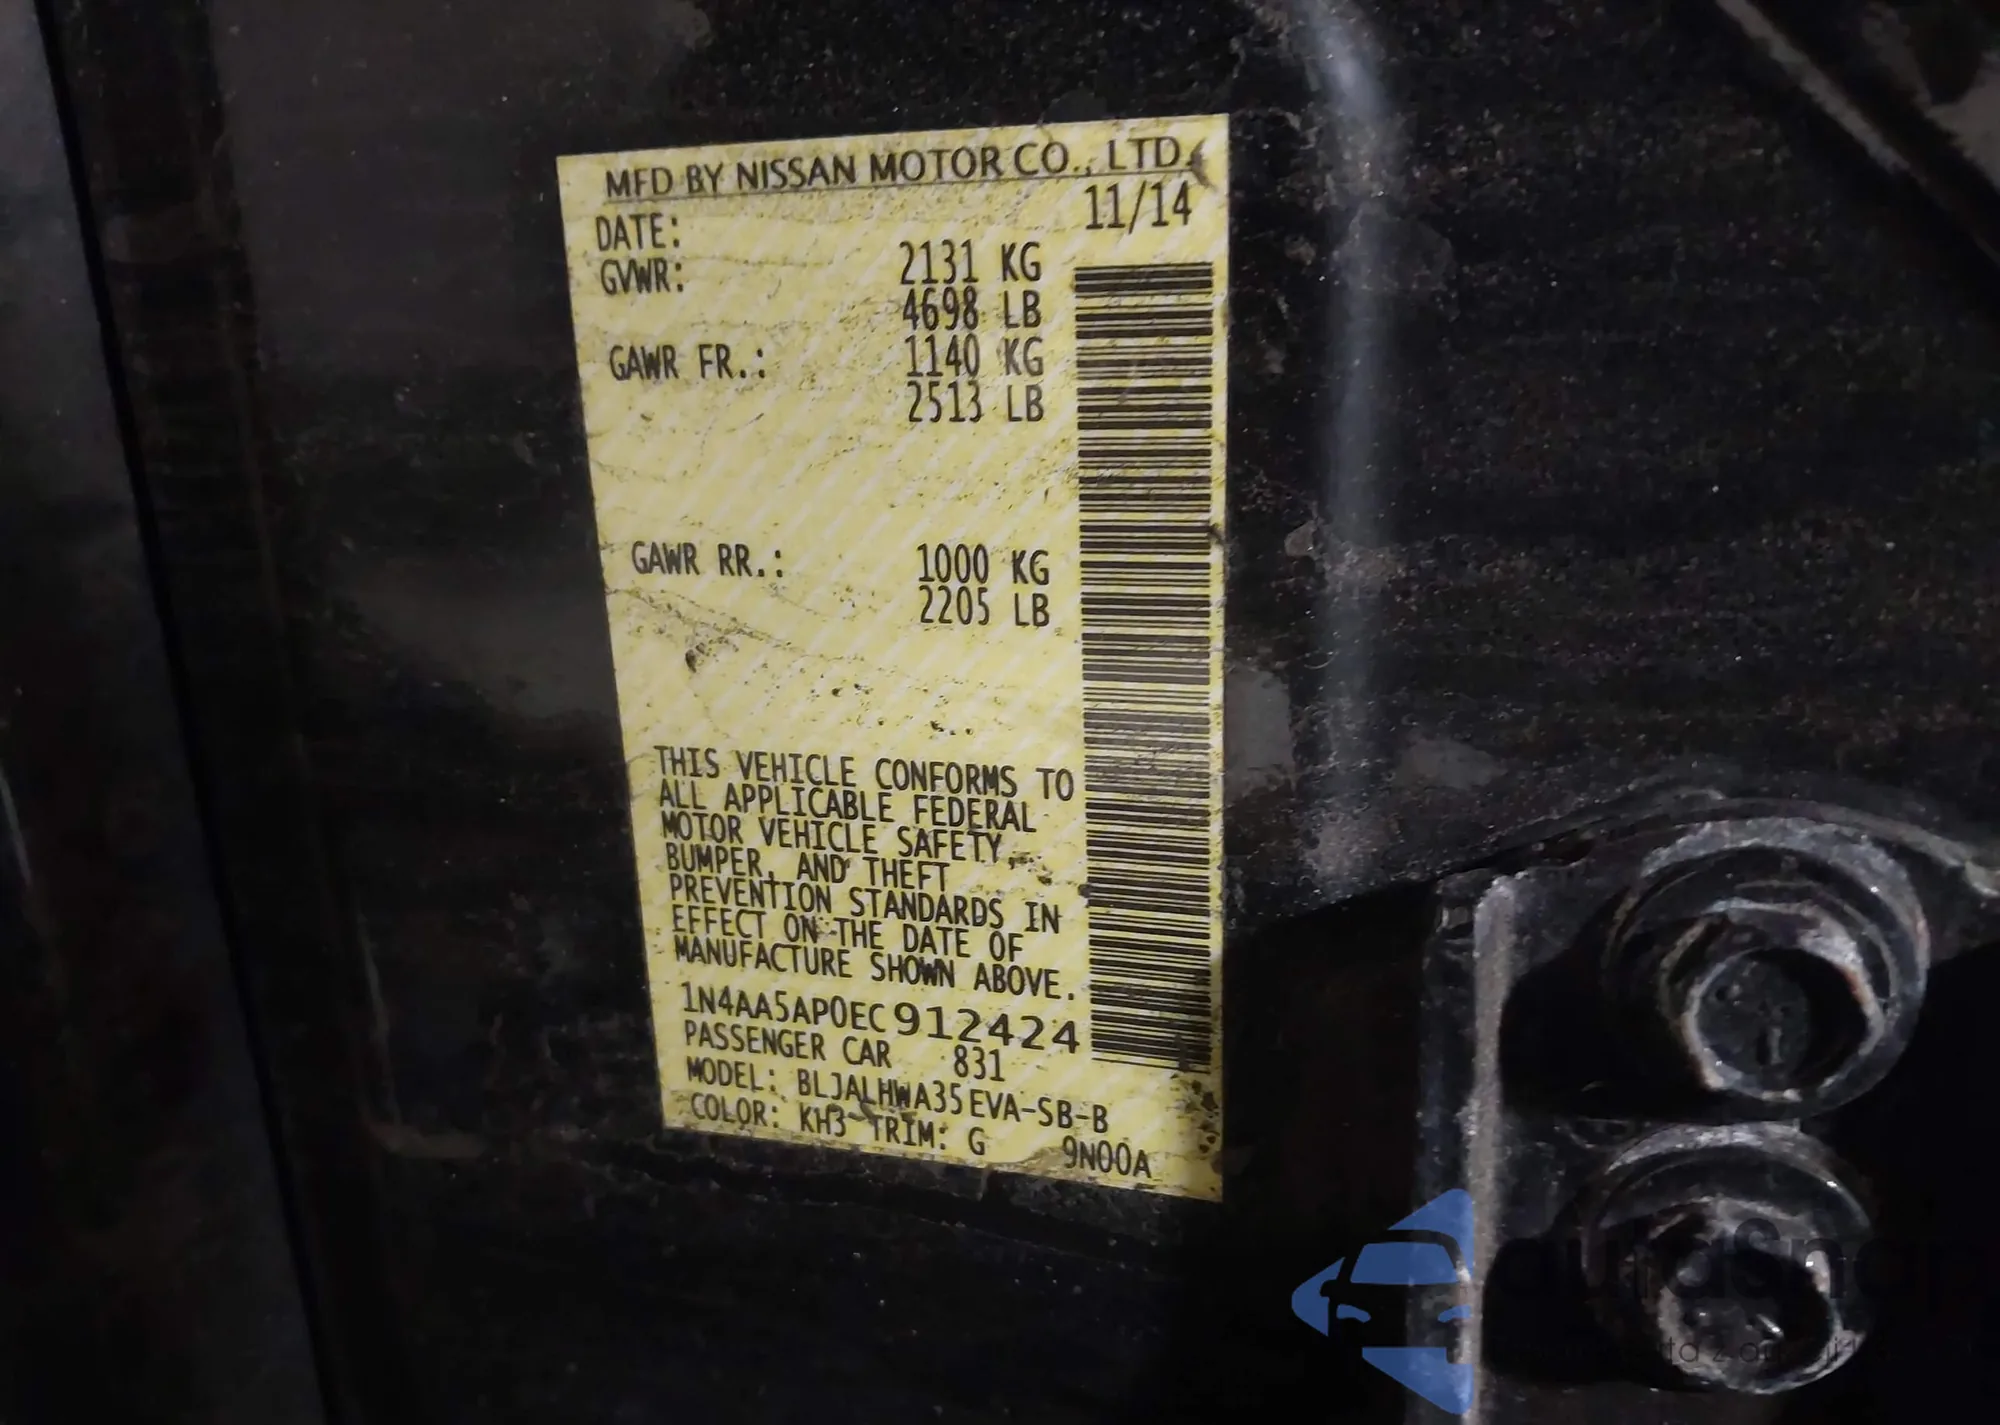 MFD BY NISSAN MOTOR CO., LTD.
DATE: 11/14
GVWR: 2131 KG
4698 LB
GAWR FR.: 1140 KG
2513 LB
GAWR RR.: 1000 KG
2205 LB
THIS VEHICLE CONFORMS TO
ALL APPLICABLE FEDERAL
MOTOR VEHICLE SAFETY,
BUMPER, AND THEFT
PREVENTION STANDARDS IN
EFFECT ON THE DATE OF
MANUFACTURE SHOWN ABOVE.
1N4AA5AP0EC912424
PASSENGER CAR 831
MODEL: BLJALHWA35EVA-SB-B
COLOR: KH3 TRIM: G 9N00A